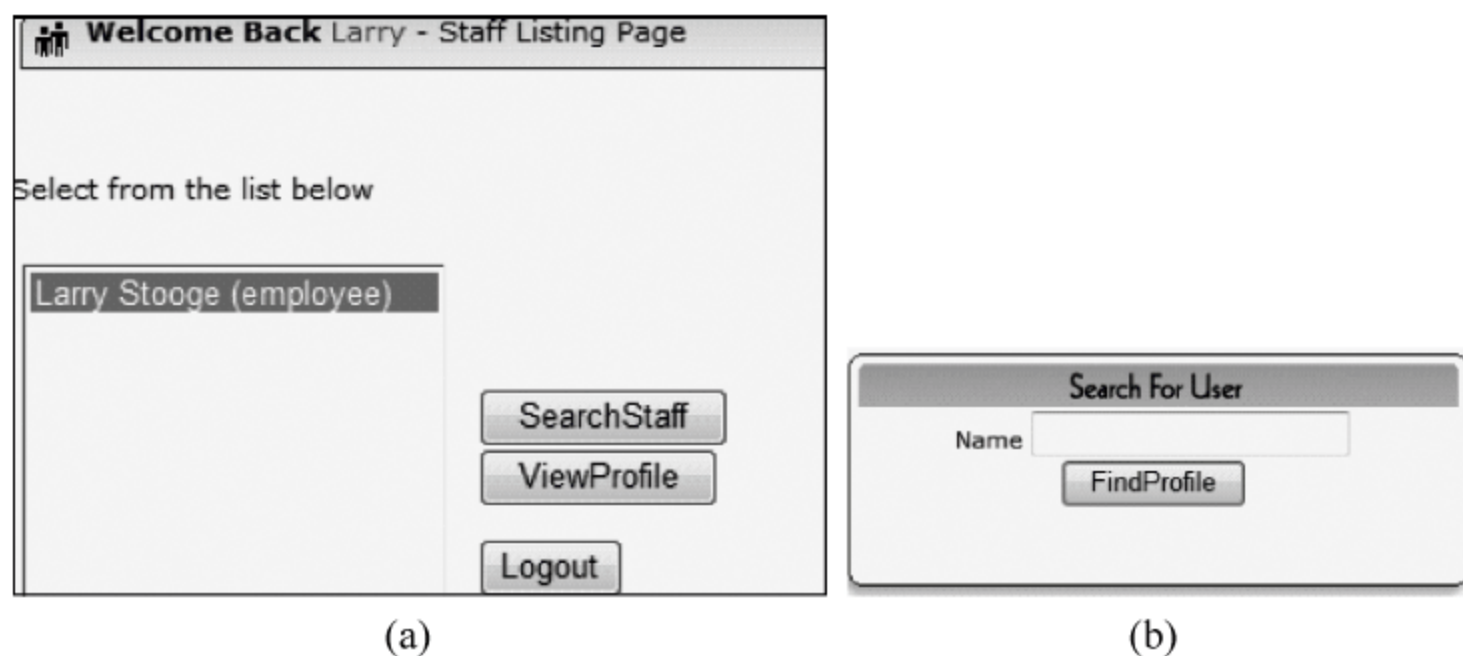 Welcome Back Larry - Staff Listing Page
Select from the list below
Larry Stooge (employee)
SearchStaff
ViewProfile
Logout
(a)
Search For User
Name
FindProfile
(b)